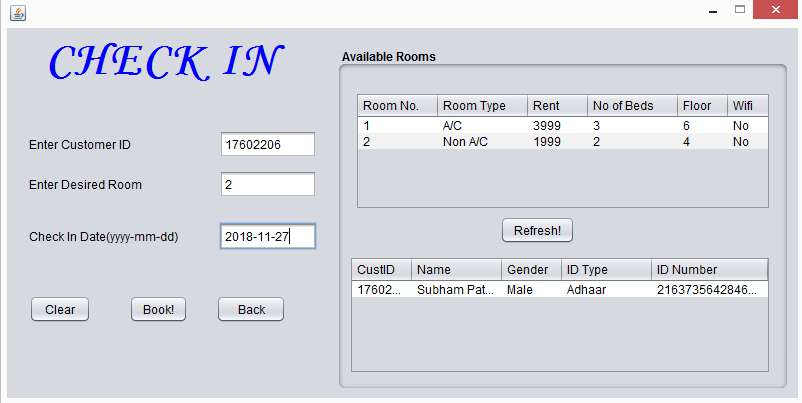 CHECK IN
Enter Customer ID 17602206
Enter Desired Room 2
Check In Date(yyyy-mm-dd) 2018-11-27
Clear Book! Back
Available Rooms
Room No. Room Type Rent No of Beds Floor Wifi
1 A/C 3999 3 6 No
2 Non A/C 1999 2 4 No
Refresh!
CustID Name Gender ID Type ID Number
17602... Subham Pat... Male Adhaar 2163735642846...